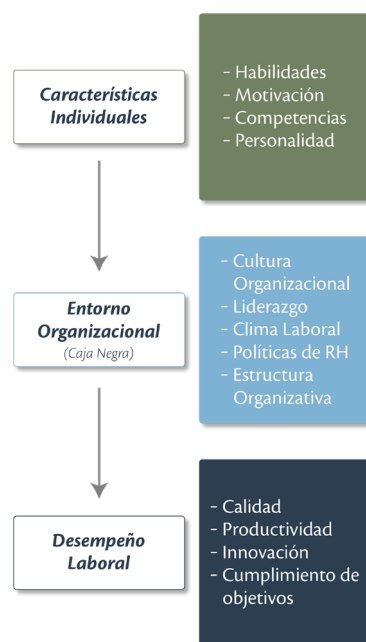 Características
Individuales
- Habilidades
- Motivación
- Competencias
- Personalidad
Entorno
Organizacional
(Caja Negra)
- Cultura
Organizacional
- Liderazgo
- Clima Laboral
- Políticas de RH
- Estructura
Organizativa
Desempeño
Laboral
- Calidad
- Productividad
- Innovación
- Cumplimiento de
objetivos